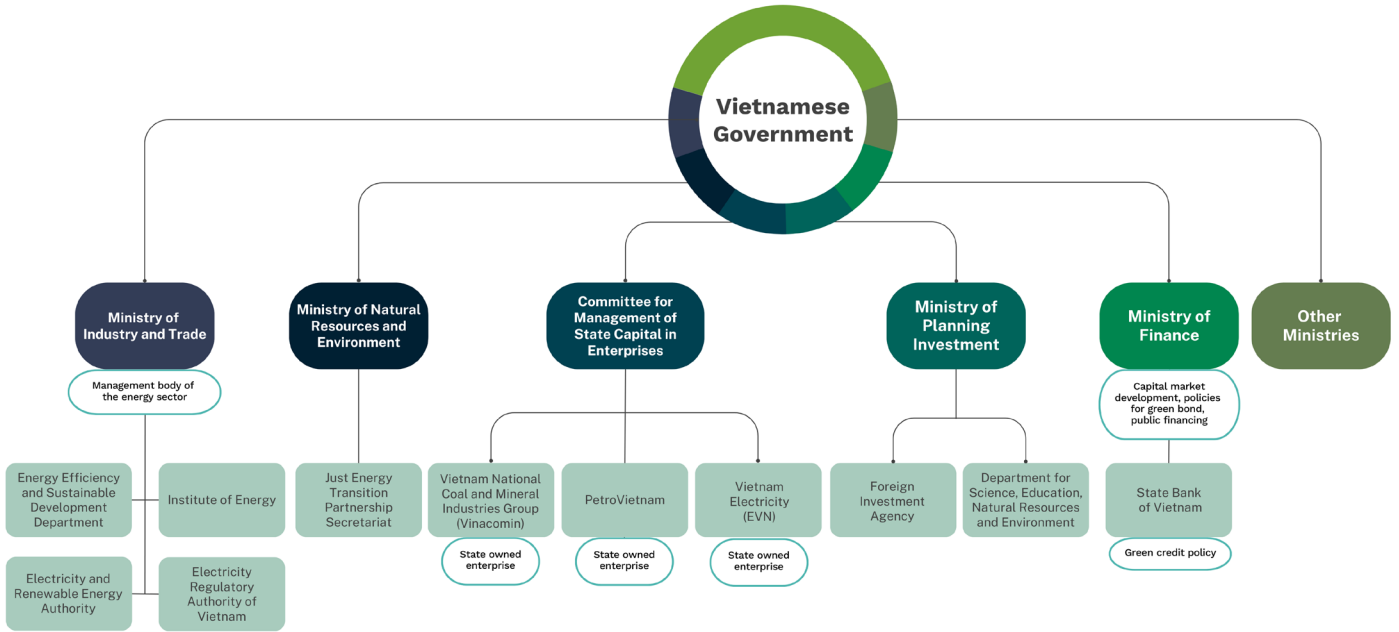 Vietnamese
Government
Ministry of
Industry and Trade
Management body of
the energy sector
Energy Efficiency
and Sustainable
Development
Department
Institute of Energy
Electricity and
Renewable Energy
Authority
Electricity
Regulatory
Authority of
Vietnam
Ministry of Natural
Resources and
Environment
Just Energy
Transition
Partnership
Secretariat
Committee for
Management of
State Capital in
Enterprises
Vietnam National
Coal and Mineral
Industries Group
(Vinacomin)
State owned
enterprise
PetroVietnam
State owned
enterprise
Vietnam
Electricity
(EVN)
State owned
enterprise
Ministry of
Planning
Investment
Foreign
Investment
Agency
Department for
Science, Education,
Natural Resources
and Environment
Ministry of
Finance
Capital market
development, policies
for green bond,
public financing
State Bank
of Vietnam
Green credit policy
Other
Ministries